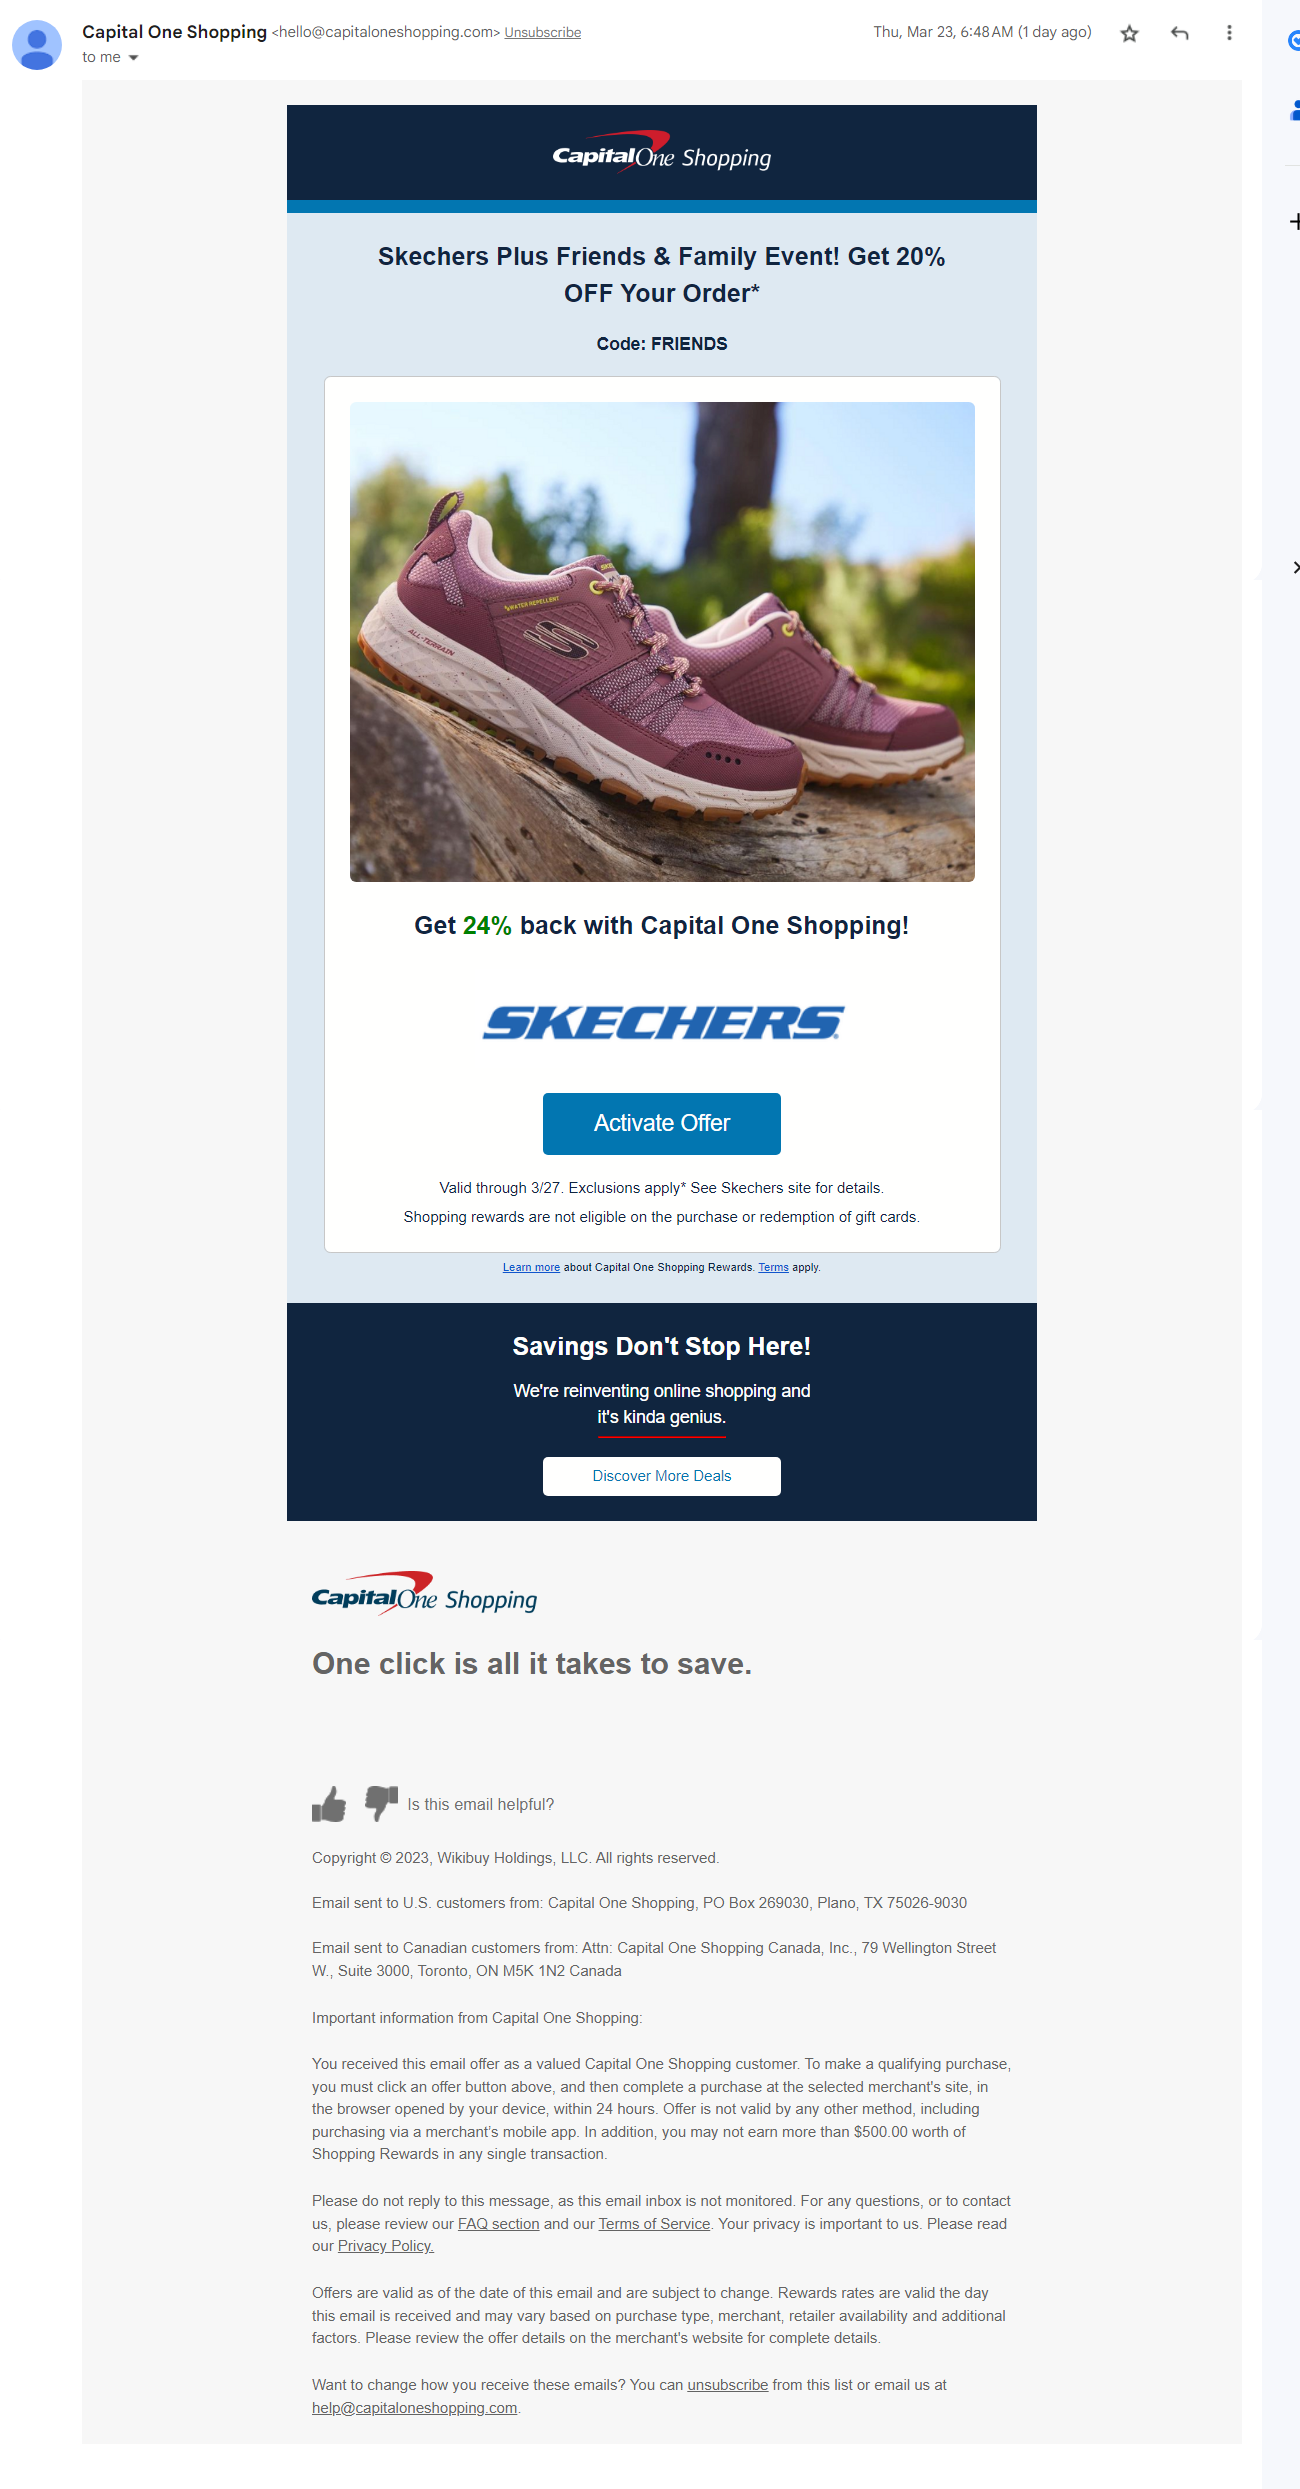 Capital One Shopping <hello@capitaloneshopping.com> Unsubscribe
Thu, Mar 23, 6:48 AM (1 day ago)
to me
CapitalOne Shopping
Skechers Plus Friends & Family Event! Get 20%
OFF Your Order*
Code: FRIENDS
SKE
WATER REPELLENT
ALL-TERRAIN
Get 24% back with Capital One Shopping!
SKECHERS
Activate Offer
Valid through 3/27. Exclusions apply* See Skechers site for details.
Shopping rewards are not eligible on the purchase or redemption of gift cards.
Learn more about Capital One Shopping Rewards. Terms apply.
Savings Don't Stop Here!
We're reinventing online shopping and
it's kinda genius.
Discover More Deals
CapitalOne Shopping
One click is all it takes to save.
Is this email helpful?
Copyright © 2023, Wikibuy Holdings, LLC. All rights reserved.
Email sent to U.S. customers from: Capital One Shopping, PO Box 269030, Plano, TX 75026-9030
Email sent to Canadian customers from: Attn: Capital One Shopping Canada, Inc., 79 Wellington Street
W., Suite 3000, Toronto, ON M5K 1N2 Canada
Important information from Capital One Shopping:
You received this email offer as a valued Capital One Shopping customer. To make a qualifying purchase,
you must click an offer button above, and then complete a purchase at the selected merchant's site, in
the browser opened by your device, within 24 hours. Offer is not valid by any other method, including
purchasing via a merchant's mobile app. In addition, you may not earn more than $500.00 worth of
Shopping Rewards in any single transaction.
Please do not reply to this message, as this email inbox is not monitored. For any questions, or to contact
us, please review our FAQ section and our Terms of Service. Your privacy is important to us. Please read
our Privacy Policy.
Offers are valid as of the date of this email and are subject to change. Rewards rates are valid the day
this email is received and may vary based on purchase type, merchant, retailer availability and additional
factors. Please review the offer details on the merchant's website for complete details.
Want to change how you receive these emails? You can unsubscribe from this list or email us at
help@capitaloneshopping.com.